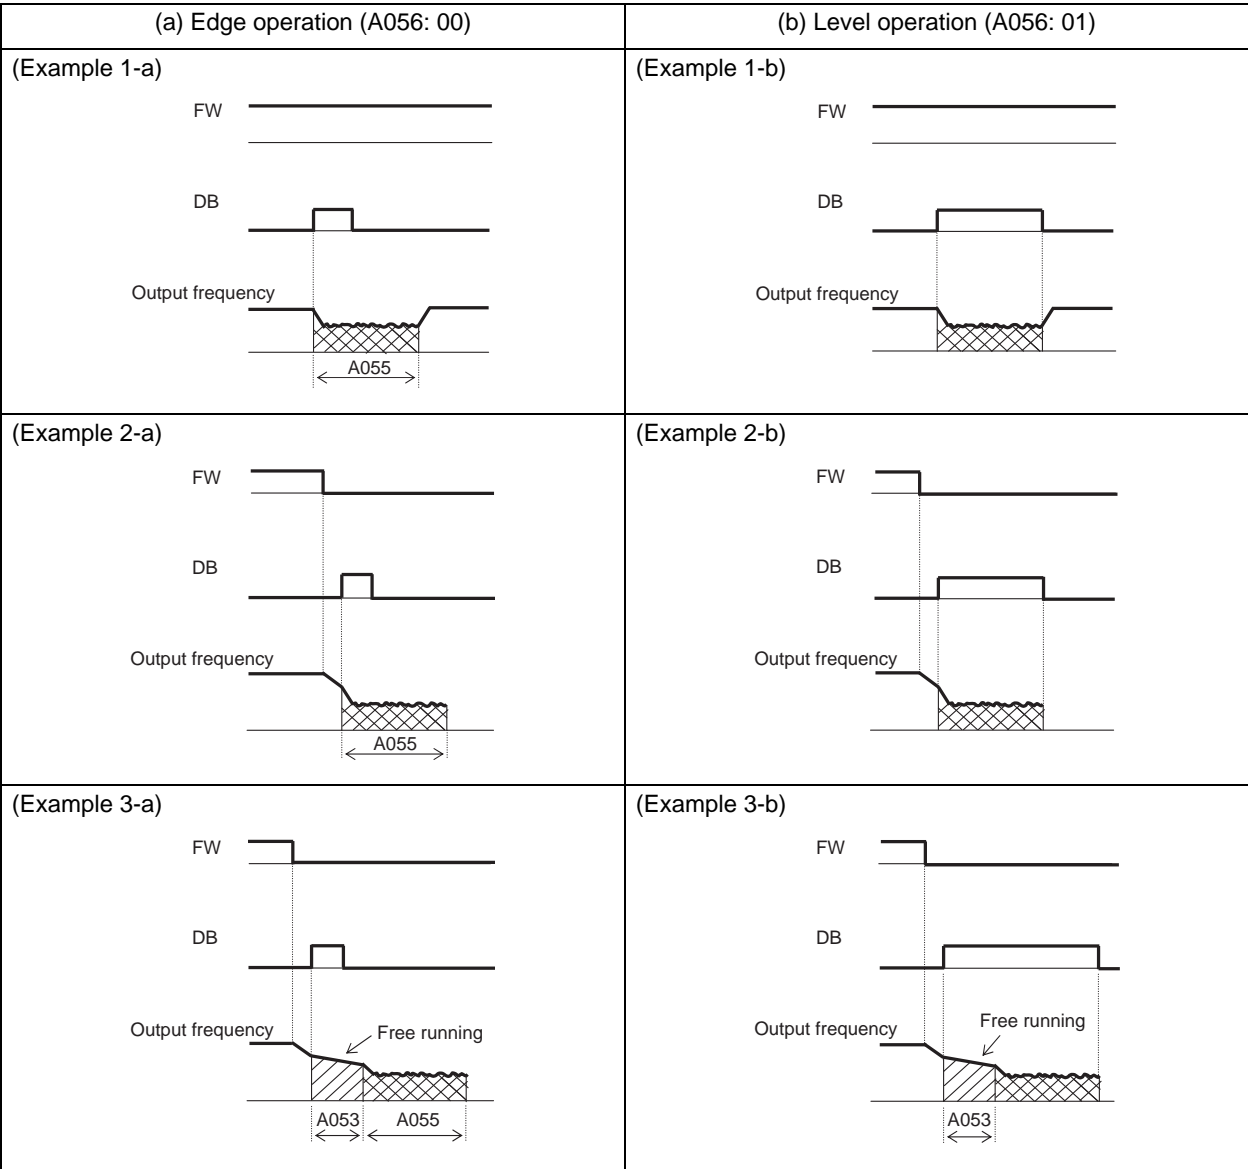 (a) Edge operation (A056: 00)
(b) Level operation (A056: 01)
(Example 1-a)
FW
DB
Output frequency
A055
(Example 1-b)
FW
DB
Output frequency
(Example 2-a)
FW
DB
Output frequency
A055
(Example 2-b)
FW
DB
Output frequency
(Example 3-a)
FW
DB
Output frequency
Free running
A053
A055
(Example 3-b)
FW
DB
Output frequency
Free running
A053